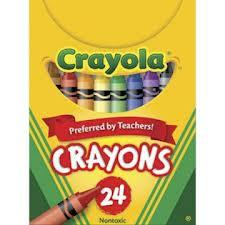 Crayola
Preferred by Teachers!
CRAYONS
24
Nontoxic
®